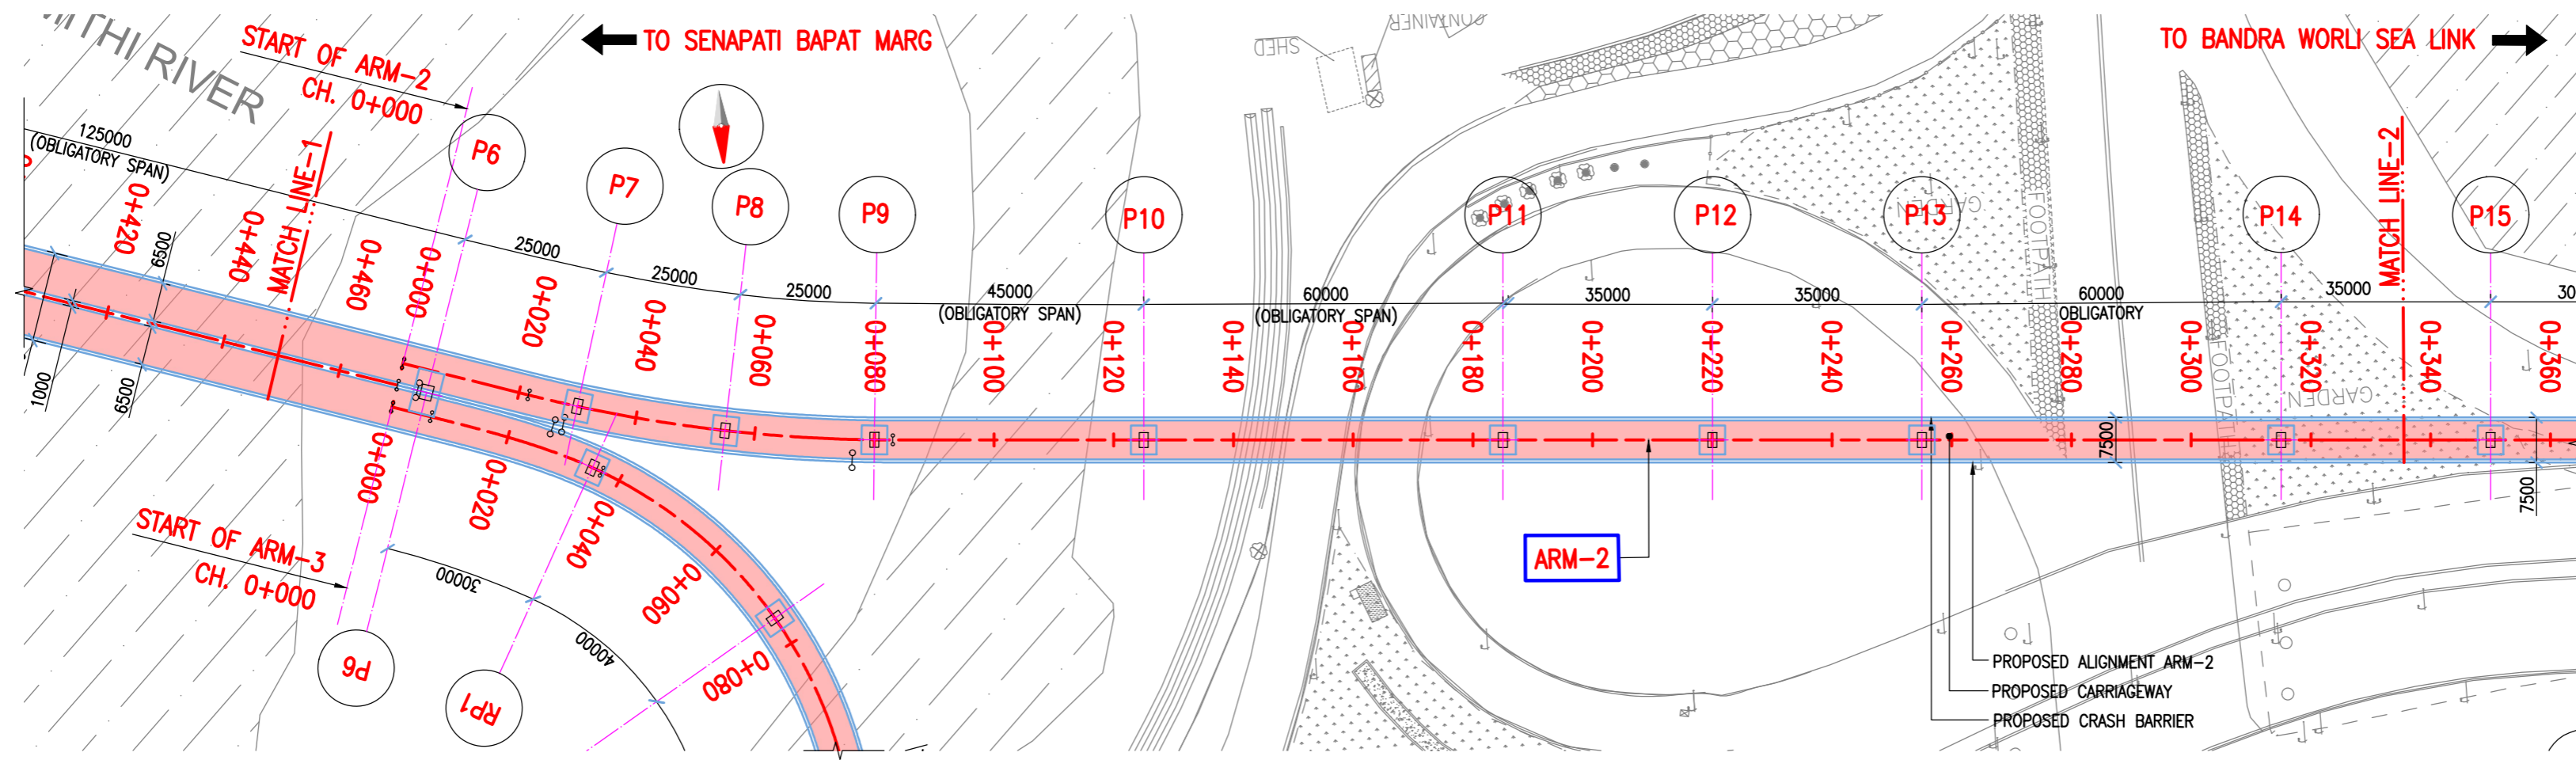 MITHI RIVER
START OF ARM-2
CH. 0+000
TO SENAPATI BAPAT MARG
SHED
CONTAINER
TO BANDRA WORLI SEA LINK
125000
(OBLIGATORY SPAN)
MATCH LINE-1
P6
P7
P8
P9
P10
P11
P12
P13
P14
P15
MATCH LINE-2
GARDEN
FOOTPATH
25000
25000
25000
45000
(OBLIGATORY SPAN)
60000
(OBLIGATORY SPAN)
35000
35000
60000
OBLIGATORY
35000
30
0+420
6500
0+440
0+460
0+000
0+020
0+040
0+060
0+080
0+100
0+120
0+140
0+160
0+180
0+200
0+220
0+240
0+260
0+280
0+300
0+320
0+340
0+360
FOOTPATH
GARDEN
1000
6500
7500
7500
0+000
0+020
0+040
0+060
0+080
START OF ARM-3
CH. 0+000
30000
40000
P6
RP1
ARM-2
PROPOSED ALIGNMENT ARM-2
PROPOSED CARRIAGEWAY
PROPOSED CRASH BARRIER